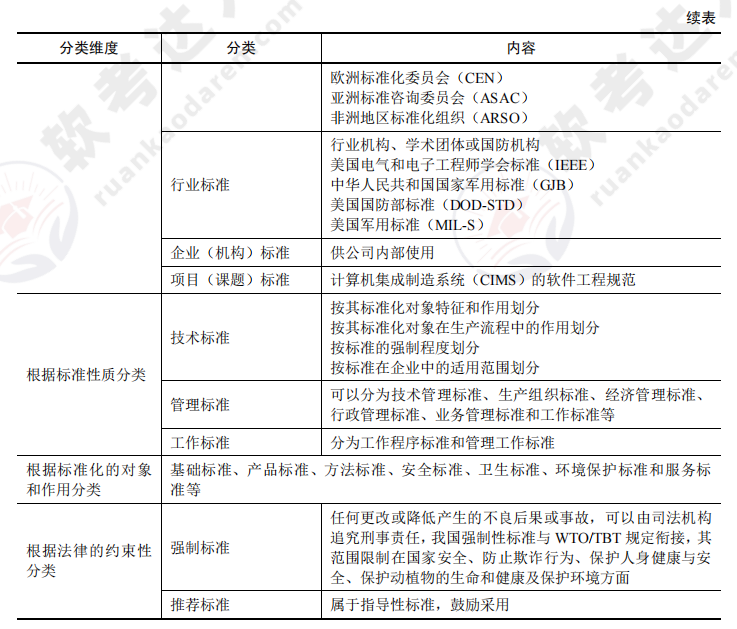 续表
分类维度 分类 内容
欧洲标准化委员会（CEN）
亚洲标准咨询委员会（ASAC）
非洲地区标准化组织（ARSO）
行业标准
行业机构、学术团体或国防机构
美国电气和电子工程师学会标准（IEEE）
中华人民共和国国家军用标准（GJB）
美国国防部标准（DOD-STD）
美国军用标准（MIL-S）
企业（机构）标准 供公司内部使用
项目（课题）标准 计算机集成制造系统（CIMS）的软件工程规范
根据标准性质分类
技术标准
按其标准化对象特征和作用划分
按其标准化对象在生产流程中的作用划分
按标准的强制程度划分
按标准在企业中的适用范围划分
管理标准
可以分为技术管理标准、生产组织标准、经济管理标准、
行政管理标准、业务管理标准和工作标准等
工作标准 分为工作程序标准和管理工作标准
根据标准化的对象
和作用分类
基础标准、产品标准、方法标准、安全标准、卫生标准、环境保护标准和服务标
准等
根据法律的约束性
分类
强制标准
任何更改或降低产生的不良后果或事故，可以由司法机构
追究刑事责任，我国强制性标准与 WTO/TBT 规定衔接，其
范围限制在国家安全、防止欺诈行为、保护人身健康与安
全、保护动植物的生命和健康及保护环境方面
推荐标准 属于指导性标准，鼓励采用
软考达人
ruankaodaren.com
软考达人
ruankaodaren